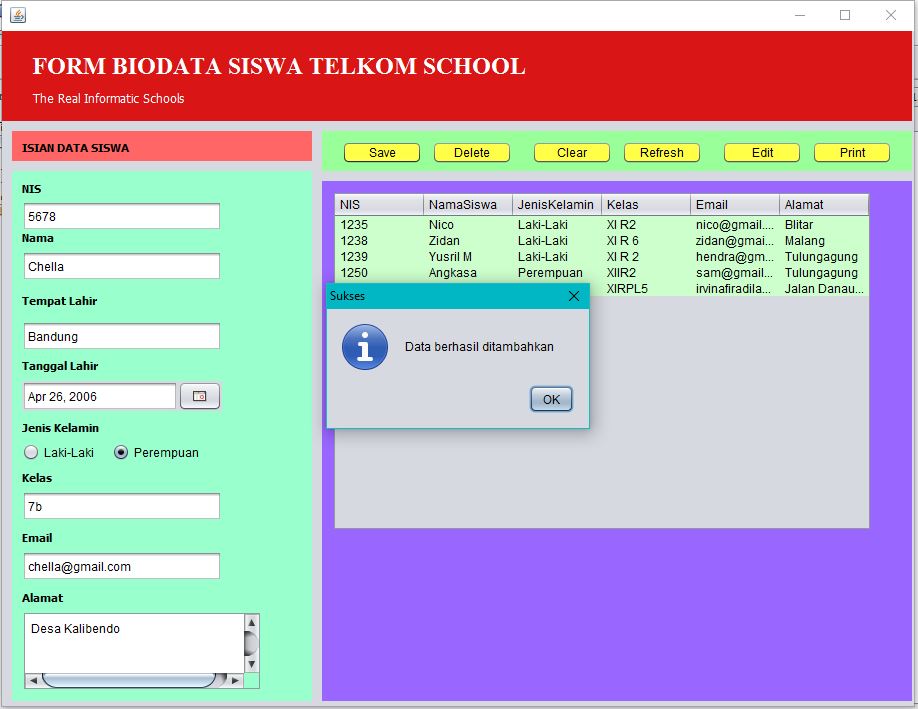 FORM BIODATA SISWA TELKOM SCHOOL
The Real Informatic Schools
ISIAN DATA SISWA
Save Delete Clear Refresh Edit Print
NIS
5678
Nama
Chella
Tempat Lahir
Bandung
Tanggal Lahir
Apr 26, 2006
Jenis Kelamin
Laki-Laki Perempuan
Kelas
7b
Email
chella@gmail.com
Alamat
Desa Kalibendo
NIS NamaSiswa JenisKelamin Kelas Email Alamat
1235 Nico Laki-Laki XI R2 nico@gmail.... Blitar
1238 Zidan Laki-Laki XI R 6 zidan@gmai... Malang
1239 Yusril M Laki-Laki XI R 2 hendra@gm... Tulungagung
1250 Angkasa Perempuan XIIR2 sam@gmail.... Tulungagung
XIRPL5 irvinafiradila... Jalan Danau...
Sukses
Data berhasil ditambahkan
OK